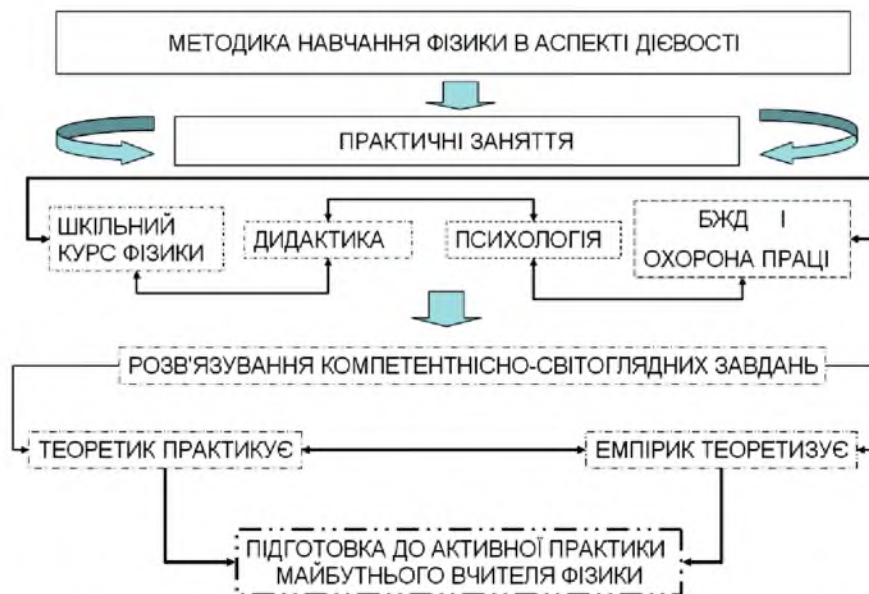 МЕТОДИКА НАВЧАННЯ ФІЗИКИ В АСПЕКТІ ДІЄВОСТІ
ПРАКТИЧНІ ЗАНЯТТЯ
ШКІЛЬНИЙ
КУРС ФІЗИКИ
ДИДАКТИКА
ПСИХОЛОГІЯ
БЖД І
ОХОРОНА ПРАЦІ
РОЗВ'ЯЗУВАННЯ КОМПЕТЕНТНІСНО-СВІТОГЛЯДНИХ ЗАВДАНЬ
ТЕОРЕТИК ПРАКТИКУЄ
ЕМПІРИК ТЕОРЕТИЗУЄ
ПІДГОТОВКА ДО АКТИВНОЇ ПРАКТИКИ
МАЙБУТНЬОГО ВЧИТЕЛЯ ФІЗИКИ